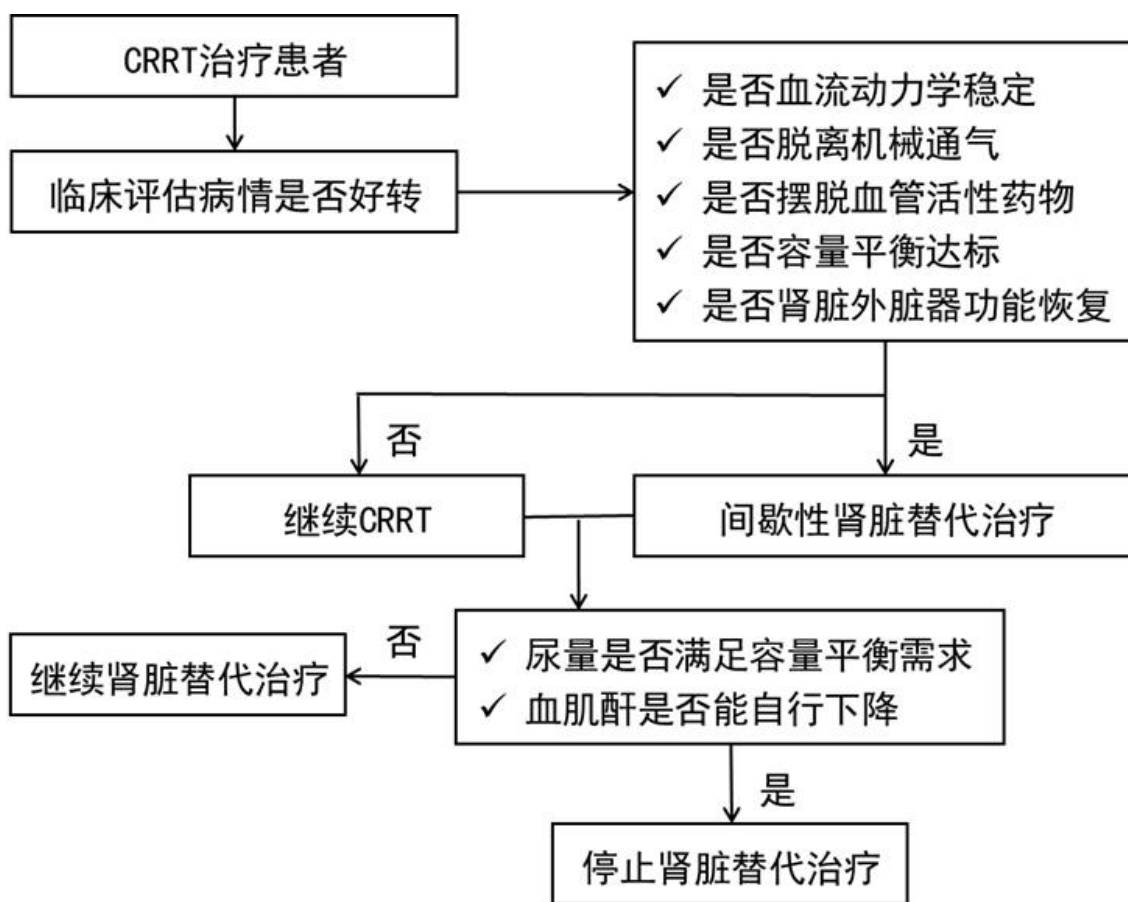 CRRT治疗患者
临床评估病情是否好转
✓ 是否血流动力学稳定
✓ 是否脱离机械通气
✓ 是否摆脱血管活性药物
✓ 是否容量平衡达标
✓ 是否肾脏外脏器功能恢复
否
是
继续CRRT
间歇性肾脏替代治疗
否
继续肾脏替代治疗
✓ 尿量是否满足容量平衡需求
✓ 血肌酐是否能自行下降
是
停止肾脏替代治疗